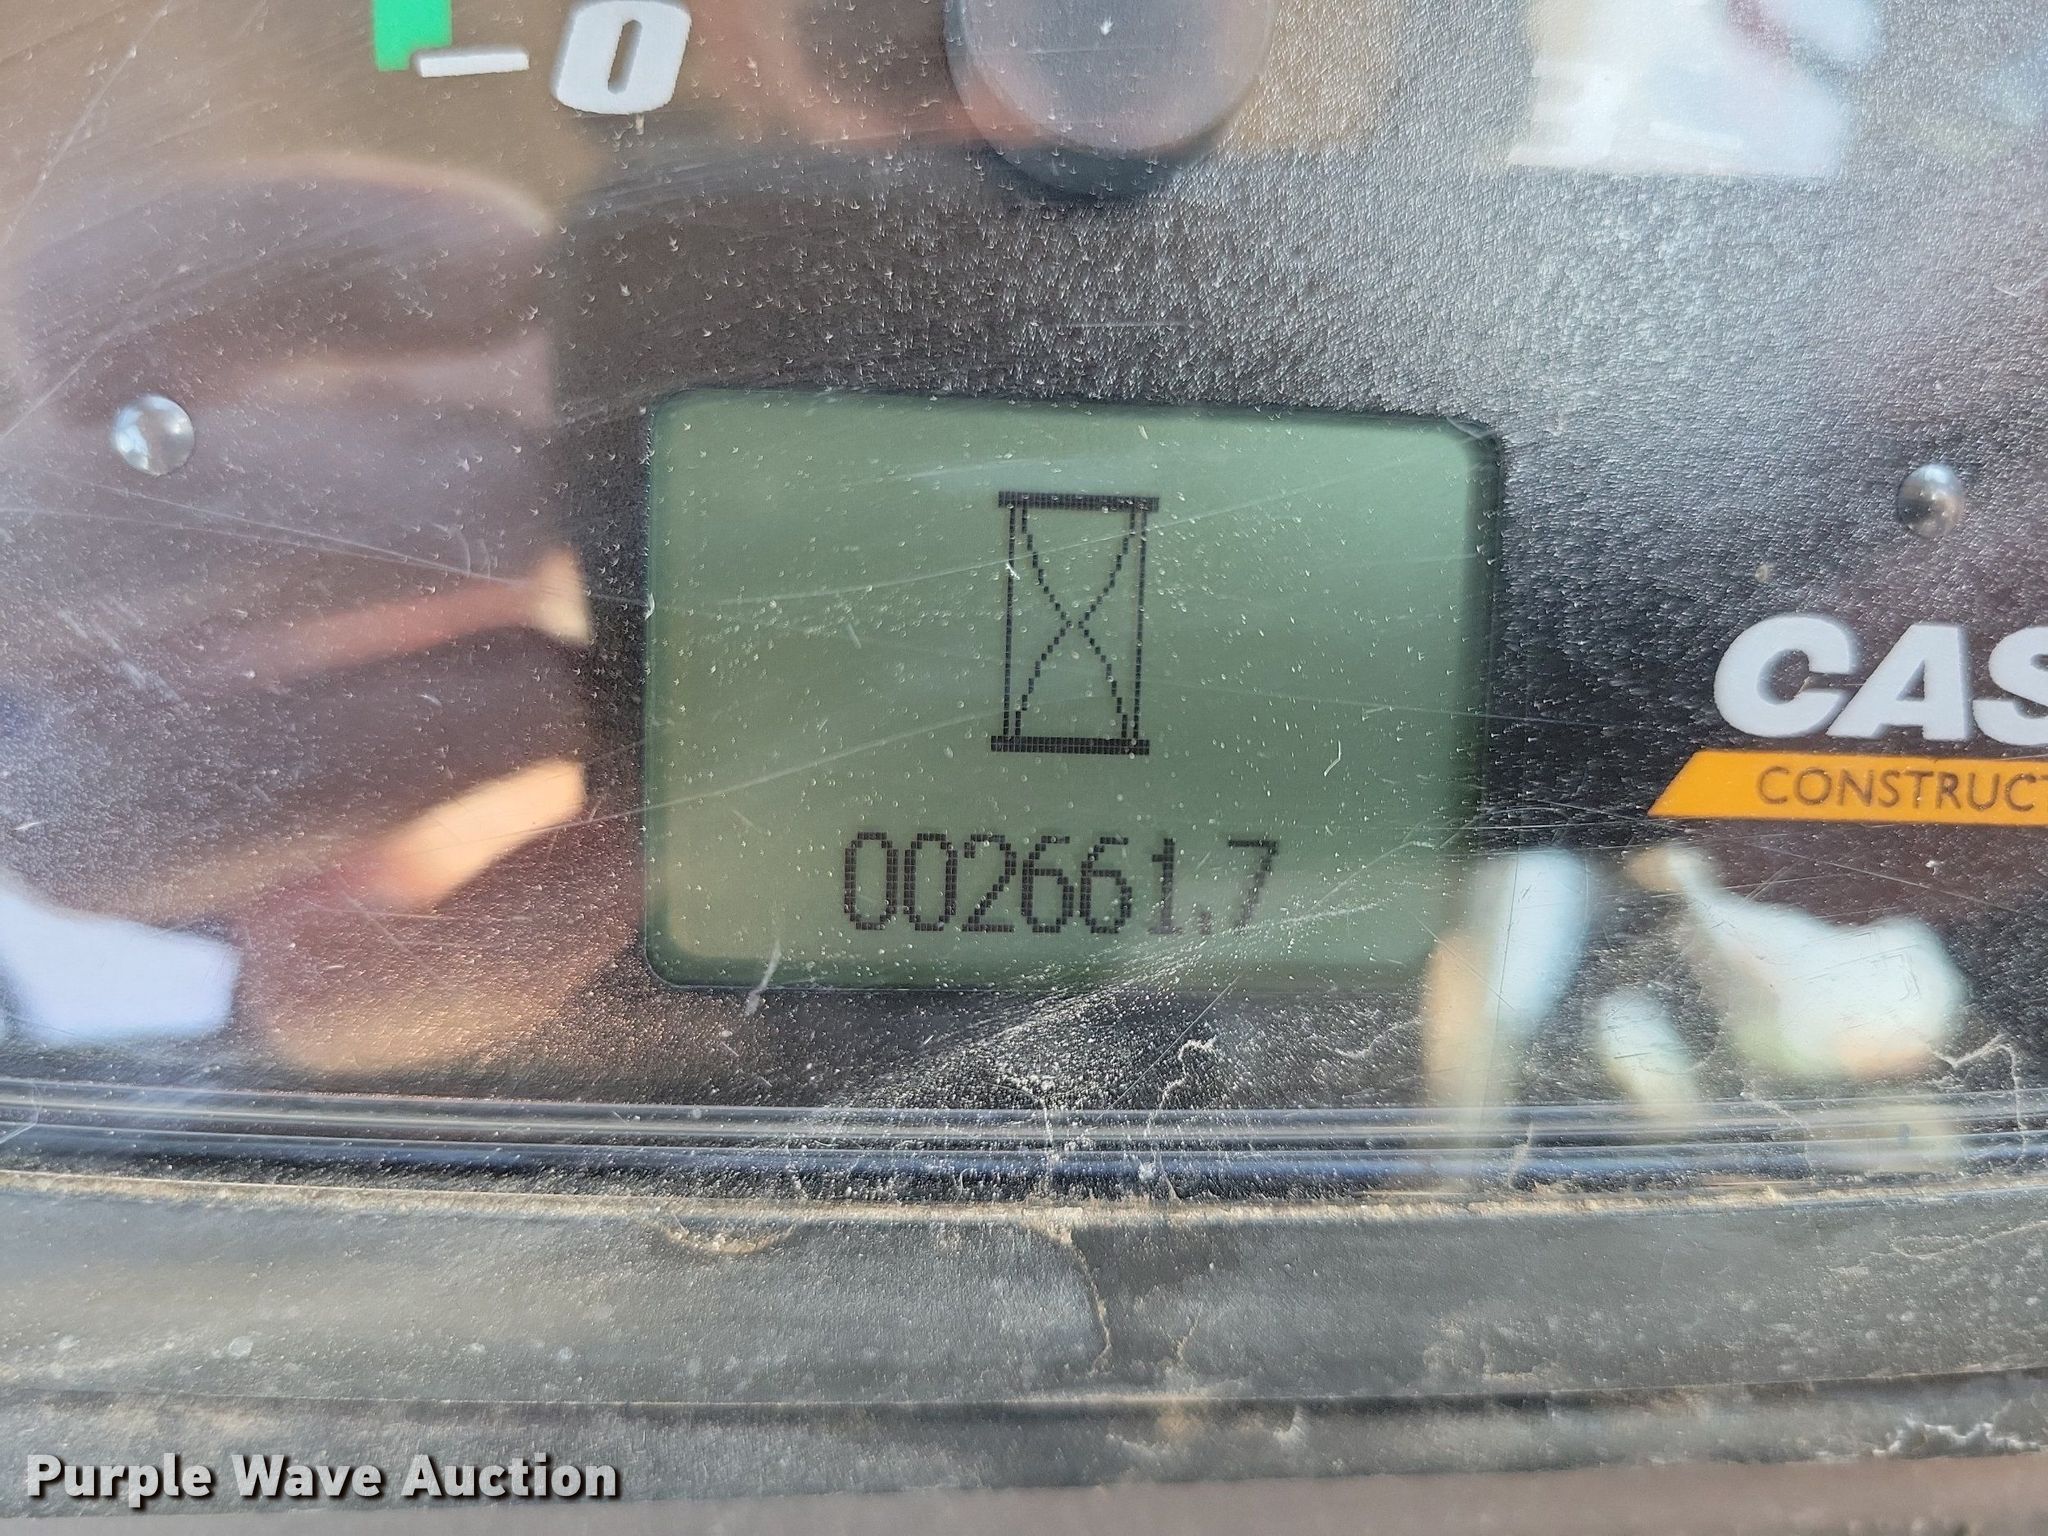 0
CAS
CONSTRUCT
002661.7
Purple Wave Auction